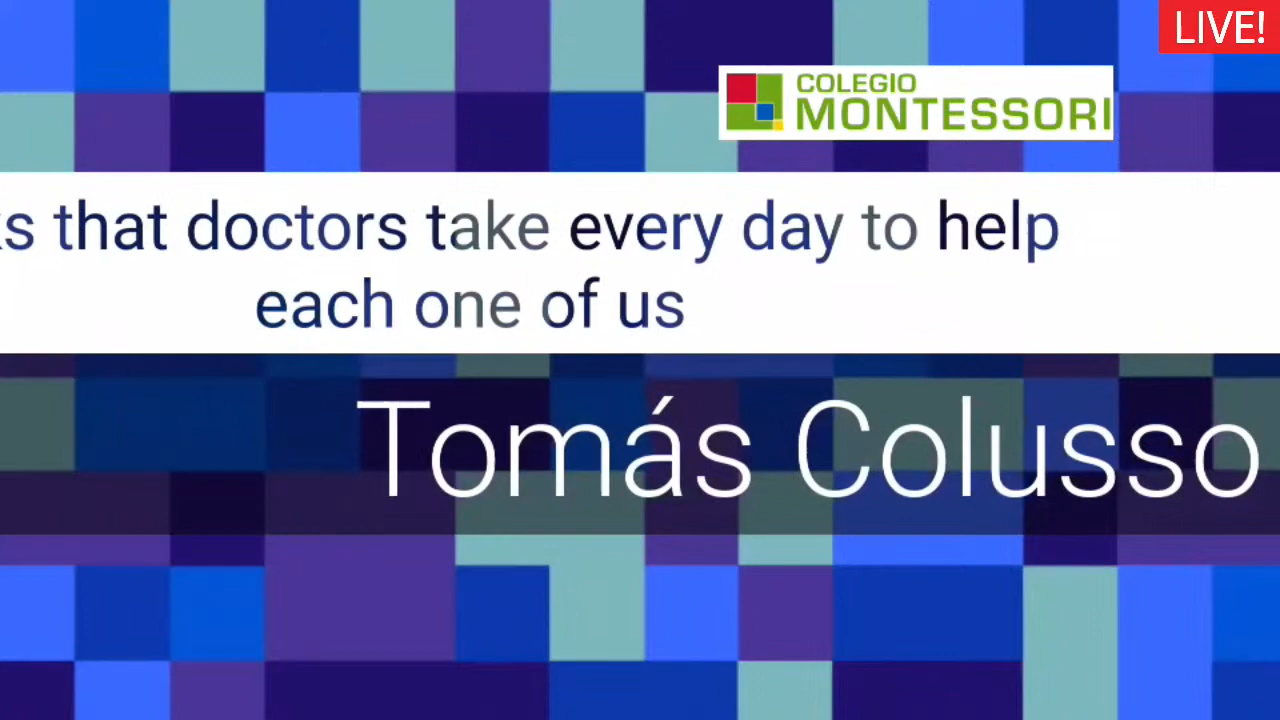 LIVE!
COLEGIO
MONTESSORI
that doctors take every day to help
each one of us
Tomás Colusso